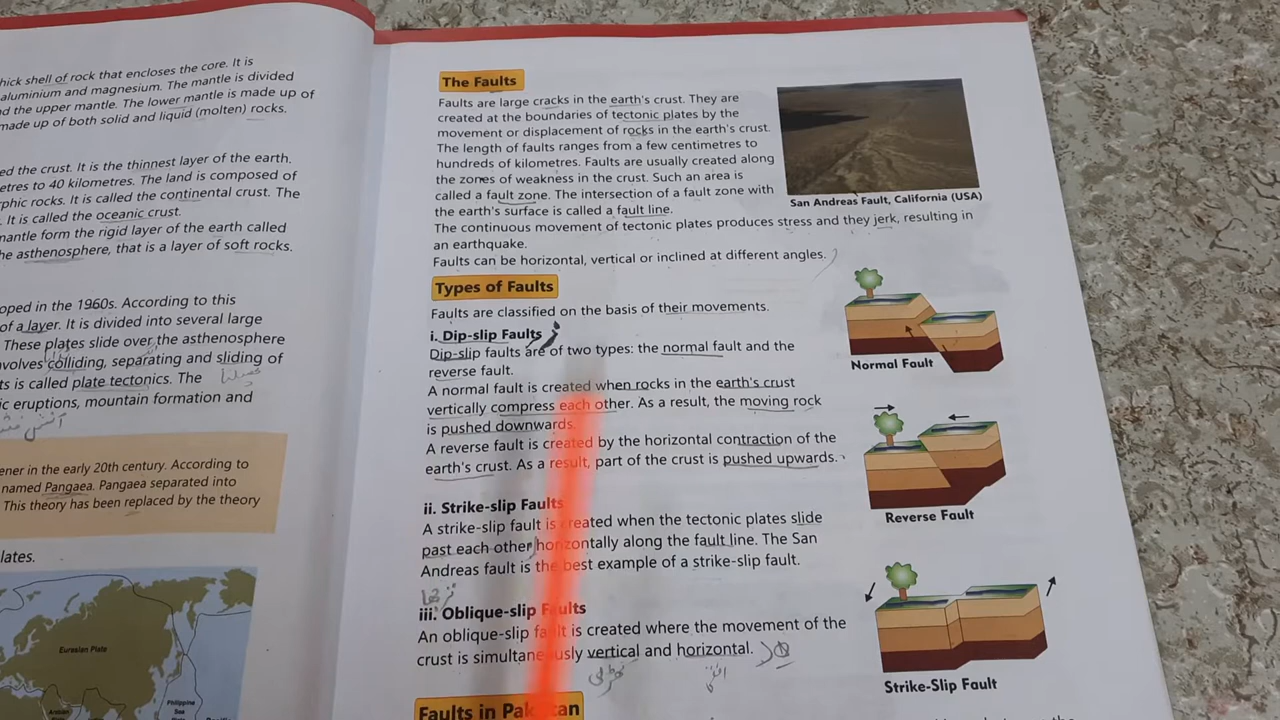 hick shell of rock that encloses the core. It is
aluminium and magnesium. The mantle is divided
d the upper mantle. The lower mantle is made up of
made up of both solid and liquid (molten) rocks.
ed the crust. It is the thinnest layer of the earth.
etres to 40 kilometres. The land is composed of
rphic rocks. It is called the continental crust. The
. It is called the oceanic crust.
mantle form the rigid layer of the earth called
he asthenosphere, that is a layer of soft rocks.
oped in the 1960s. According to this
of a layer. It is divided into several large
These plates slide over the asthenosphere
volves colliding, separating and sliding of
ts is called plate tectonics. The
ic eruptions, mountain formation and
ener in the early 20th century. According to
named Pangaea. Pangaea separated into
This theory has been replaced by the theory
lates.
Eurasian Plate
Philippine
Sea
The Faults
Faults are large cracks in the earth's crust. They are
created at the boundaries of tectonic plates by the
movement or displacement of rocks in the earth's crust.
The length of faults ranges from a few centimetres to
hundreds of kilometres. Faults are usually created along
the zones of weakness in the crust. Such an area is
called a fault zone. The intersection of a fault zone with
the earth's surface is called a fault line.
The continuous movement of tectonic plates produces stress and they jerk, resulting in
an earthquake.
Faults can be horizontal, vertical or inclined at different angles.
San Andreas Fault, California (USA)
Types of Faults
Faults are classified on the basis of their movements.
i. Dip-slip Faults
Dip-slip faults are of two types: the normal fault and the
reverse fault.
A normal fault is created when rocks in the earth's crust
vertically compress each other. As a result, the moving rock
is pushed downwards.
A reverse fault is created by the horizontal contraction of the
earth's crust. As a result, part of the crust is pushed upwards.
ii. Strike-slip Faults
A strike-slip fault is created when the tectonic plates slide
past each other horizontally along the fault line. The San
Andreas fault is the best example of a strike-slip fault.
iii. Oblique-slip Faults
An oblique-slip fault is created where the movement of the
crust is simultaneously vertical and horizontal.
Faults in Pakistan
Normal Fault
Reverse Fault
Strike-Slip Fault